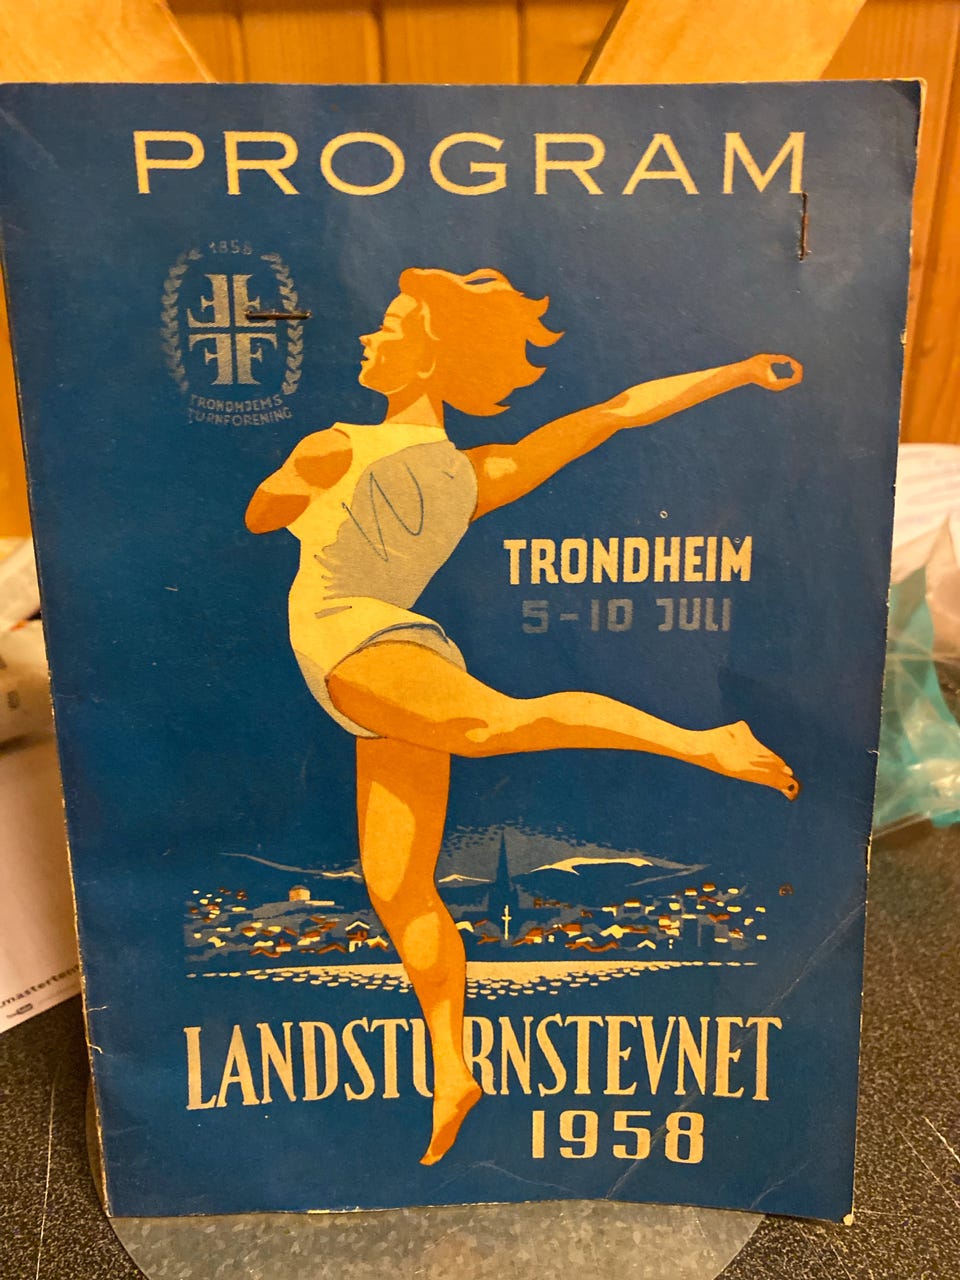 PROGRAM
1858
TRONDHJEMS
TURNFORENING
TRONDHEIM
5-10 JULI
LANDSTURNSTEVNET
1958